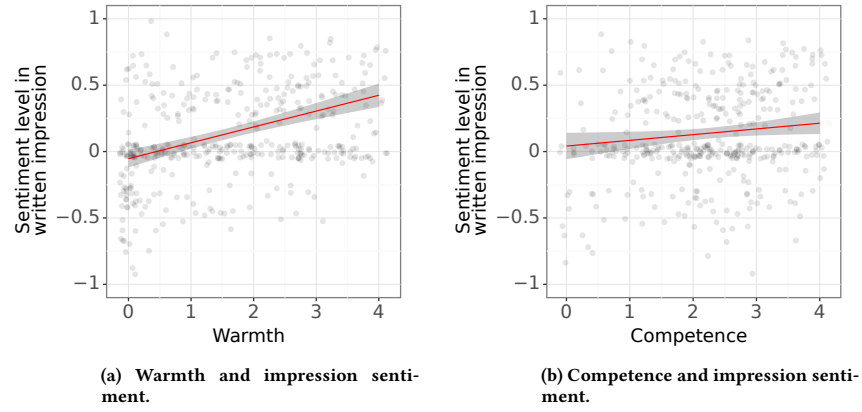 1
0.5
0
−0.5
−1
Sentiment level in
written impression
0 1 2 3 4
Warmth
(a) Warmth and impression senti-
ment.
1
0.5
0
−0.5
−1
Sentiment level in
written impression
0 1 2 3 4
Competence
(b) Competence and impression senti-
ment.